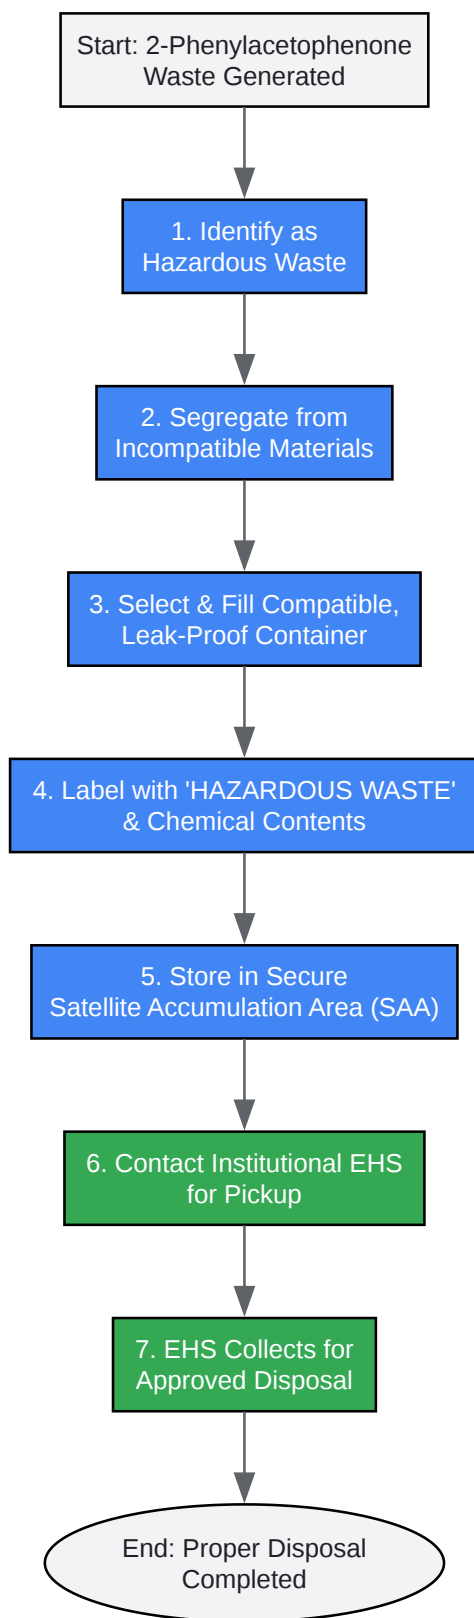 Start: 2-Phenylacetophenone
Waste Generated
1. Identify as
Hazardous Waste
2. Segregate from
Incompatible Materials
3. Select & Fill Compatible,
Leak-Proof Container
4. Label with 'HAZARDOUS WASTE'
& Chemical Contents
5. Store in Secure
Satellite Accumulation Area (SAA)
6. Contact Institutional EHS
for Pickup
7. EHS Collects for
Approved Disposal
End: Proper Disposal
Completed